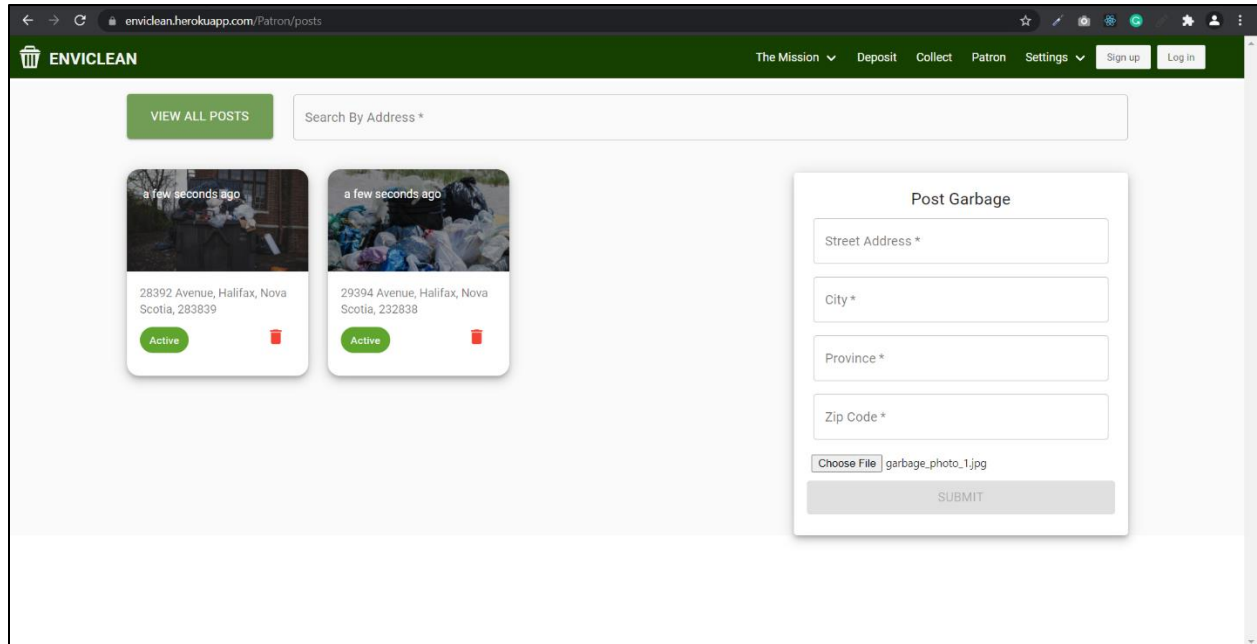 enviclean.herokuapp.com/Patron/posts
ENVICLEAN
The Mission Deposit Collect Patron Settings Sign up Log in
VIEW ALL POSTS
Search By Address *
a few seconds ago
28392 Avenue, Halifax, Nova
Scotia, 283839
Active
a few seconds ago
29394 Avenue, Halifax, Nova
Scotia, 232838
Active
Post Garbage
Street Address *
City *
Province *
Zip Code *
Choose File garbage_photo_1.jpg
SUBMIT